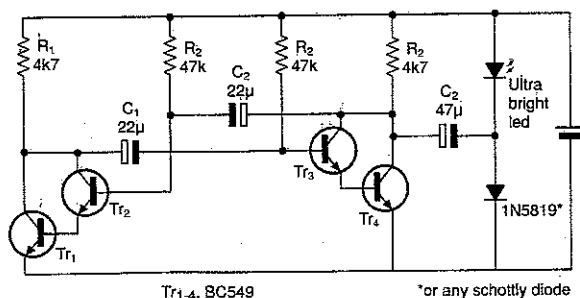 R1
4k7
R2
47k
R2
47k
R2
4k7
C2
22µ
C1
22µ
C2
47µ
Ultra
bright
led
Tr3
Tr2
Tr4
1N5819*
Tr1
Tr1-4, BC549
*or any schottly diode